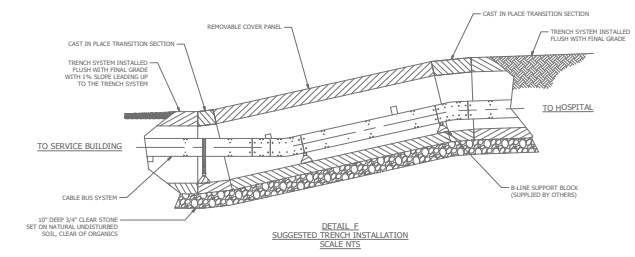 CAST IN PLACE TRANSITION SECTION
REMOVABLE COVER PANEL
TRENCH SYSTEM INSTALLED
FLUSH WITH FINAL GRADE
CAST IN PLACE TRANSITION SECTION
TRENCH SYSTEM INSTALLED
FLUSH WITH FINAL GRADE
WITH 1% SLOPE LEADING UP
TO THE TRENCH SYSTEM
TO HOSPITAL
TO SERVICE BUILDING
CABLE BUS SYSTEM
B-LINE SUPPORT BLOCK
(SUPPLIED BY OTHERS)
10" DEEP 3/4" CLEAR STONE
SET ON NATURAL UNDISTURBED
SOIL, CLEAR OF ORGANICS
DETAIL F
SUGGESTED TRENCH INSTALLATION
SCALE NTS